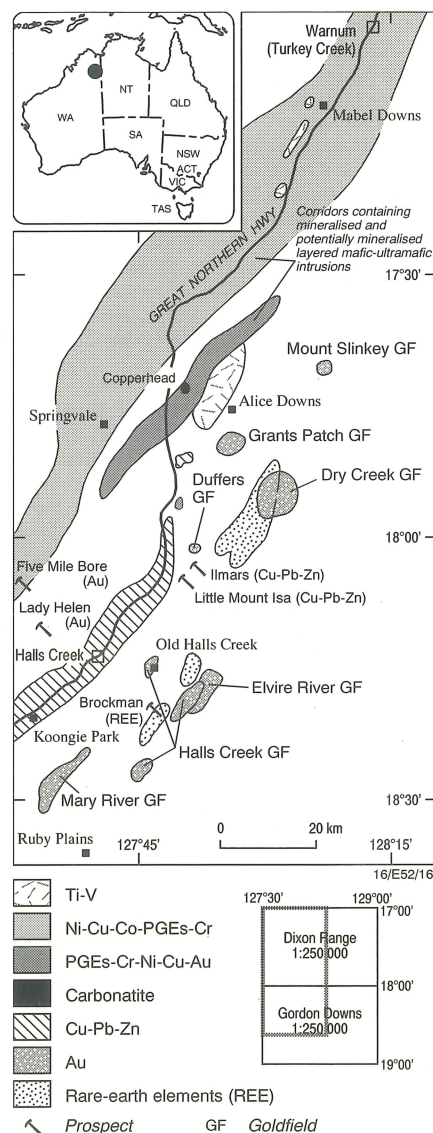 Warnum
(Turkey Creek)
NT
QLD
WA
SA
NSW
ACT
VIC
TAS
Mabel Downs
GREAT NORTHERN HWY
Corridors containing
mineralised and
potentially mineralised
layered mafic-ultramafic
intrusions
17°30'
Mount Slinkey GF
Copperhead
Springvale
Alice Downs
Grants Patch GF
Duffers
GF
Dry Creek GF
18°00'
Five Mile Bore
(Au)
Ilmars (Cu-Pb-Zn)
Little Mount Isa (Cu-Pb-Zn)
Lady Helen
(Au)
Halls Creek
Old Halls Creek
Elvire River GF
Brockman
(REE)
Koongie Park
Halls Creek GF
Mary River GF
18°30'
Ruby Plains
0 20 km
127°45' 128°15'
16/E52/16
Ti-V
Ni-Cu-Co-PGEs-Cr
PGEs-Cr-Ni-Cu-Au
Carbonatite
Cu-Pb-Zn
Au
Rare-earth elements (REE)
Prospect GF Goldfield
127°30' 129°00'
17°00'
Dixon Range
1:250 000
18°00'
Gordon Downs
1:250 000
19°00'